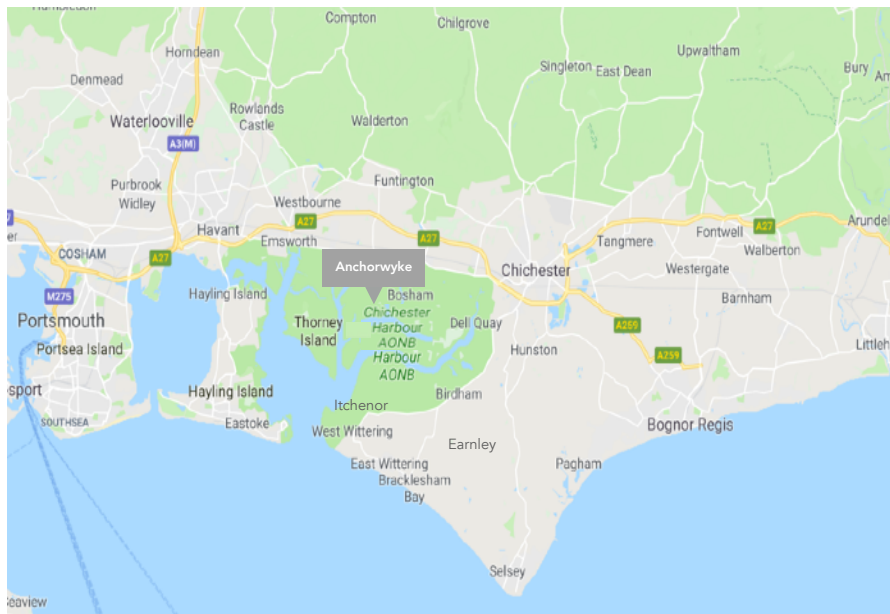 Compton
Chilgrove
Horndean
Upwaltham
Singleton
East Dean
Bury
Denmead
Rowlands
Castle
Waterlooville
Walderton
A3(M)
Purbrook
Widley
Funtington
Westbourne
A27
Havant
Emsworth
A27
Fontwell
A27
Arundel
Tangmere
Walberton
COSHAM
A27
Anchorwyke
Chichester
Westergate
M275
Hayling Island
Bosham
Barnham
Portsmouth
Thorney
Island
Chichester
Harbour
AONB
Harbour
AONB
Dell Quay
A259
Portsea Island
Hunston
A259
Littleh
esport
Hayling Island
Birdham
Itchenor
SOUTHSEA
Eastoke
West Wittering
Earnley
Bognor Regis
East Wittering
Bracklesham
Bay
Pagham
Selsey
Seaview